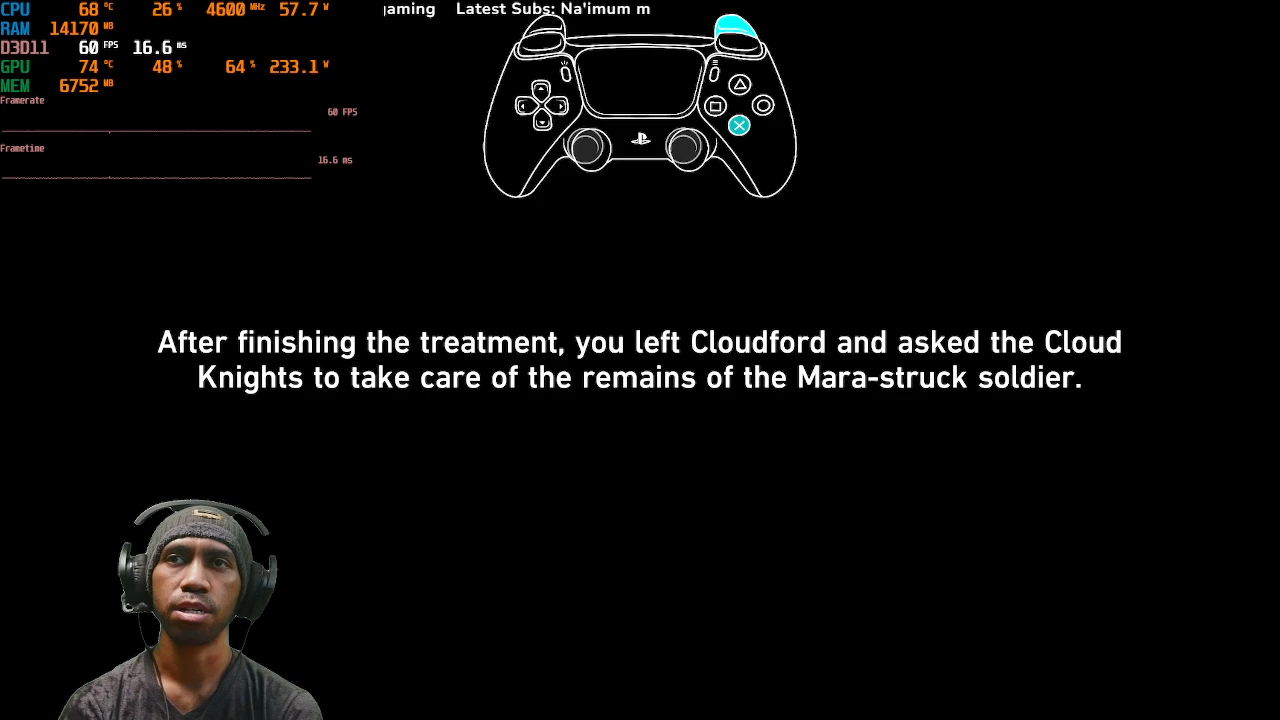 CPU 68 °C 26 % 4600 MHz 57.7 W
RAM 14170 MB
D3D11 60 FPS 16.6 ms
GPU 74 °C 48 % 64 % 233.1 W
MEM 6752 MB
Framerate
60 FPS
Frametime
16.6 ms
gaming Latest Subs: Na'imum m
After finishing the treatment, you left Cloudford and asked the Cloud
Knights to take care of the remains of the Mara-struck soldier.